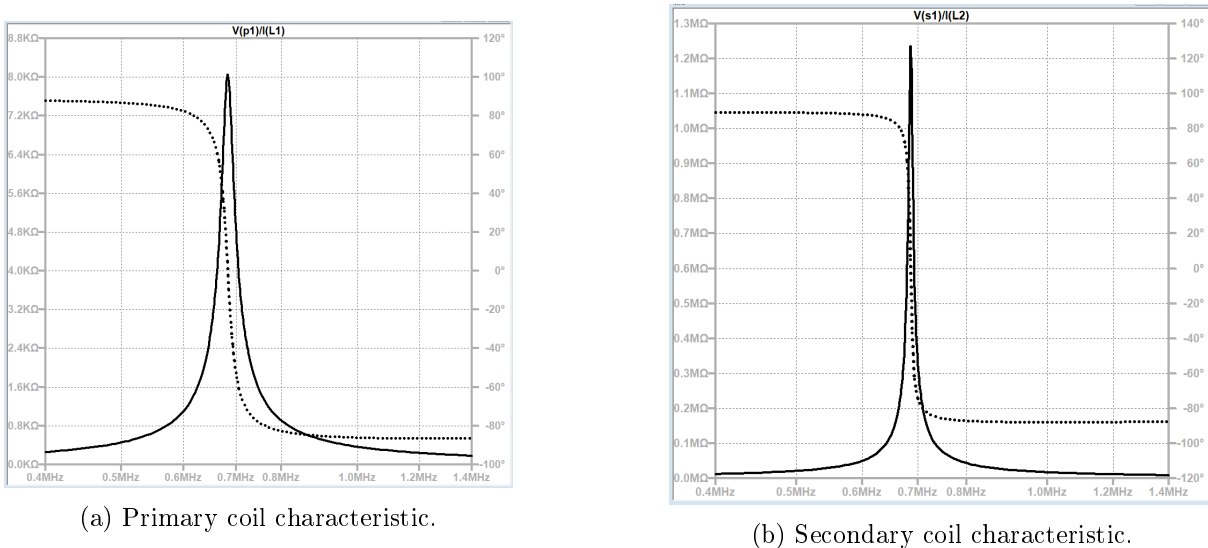 V(p1)/I(L1)
8.8KΩ
8.0KΩ
7.2KΩ
6.4KΩ
5.6KΩ
4.8KΩ
4.0KΩ
3.2KΩ
2.4KΩ
1.6KΩ
0.8KΩ
0.0KΩ
120°
100°
80°
60°
40°
20°
0°
-20°
-40°
-60°
-80°
-100°
0.4MHz 0.5MHz 0.6MHz 0.7MHz 0.8MHz 1.0MHz 1.2MHz 1.4MHz
(a) Primary coil characteristic.
V(s1)/I(L2)
1.3MΩ
1.2MΩ
1.1MΩ
1.0MΩ
0.9MΩ
0.8MΩ
0.7MΩ
0.6MΩ
0.5MΩ
0.4MΩ
0.3MΩ
0.2MΩ
0.1MΩ
0.0MΩ
140°
120°
100°
80°
60°
40°
20°
0°
-20°
-40°
-60°
-80°
-100°
-120°
0.4MHz 0.5MHz 0.6MHz 0.7MHz 0.8MHz 1.0MHz 1.2MHz 1.4MHz
(b) Secondary coil characteristic.